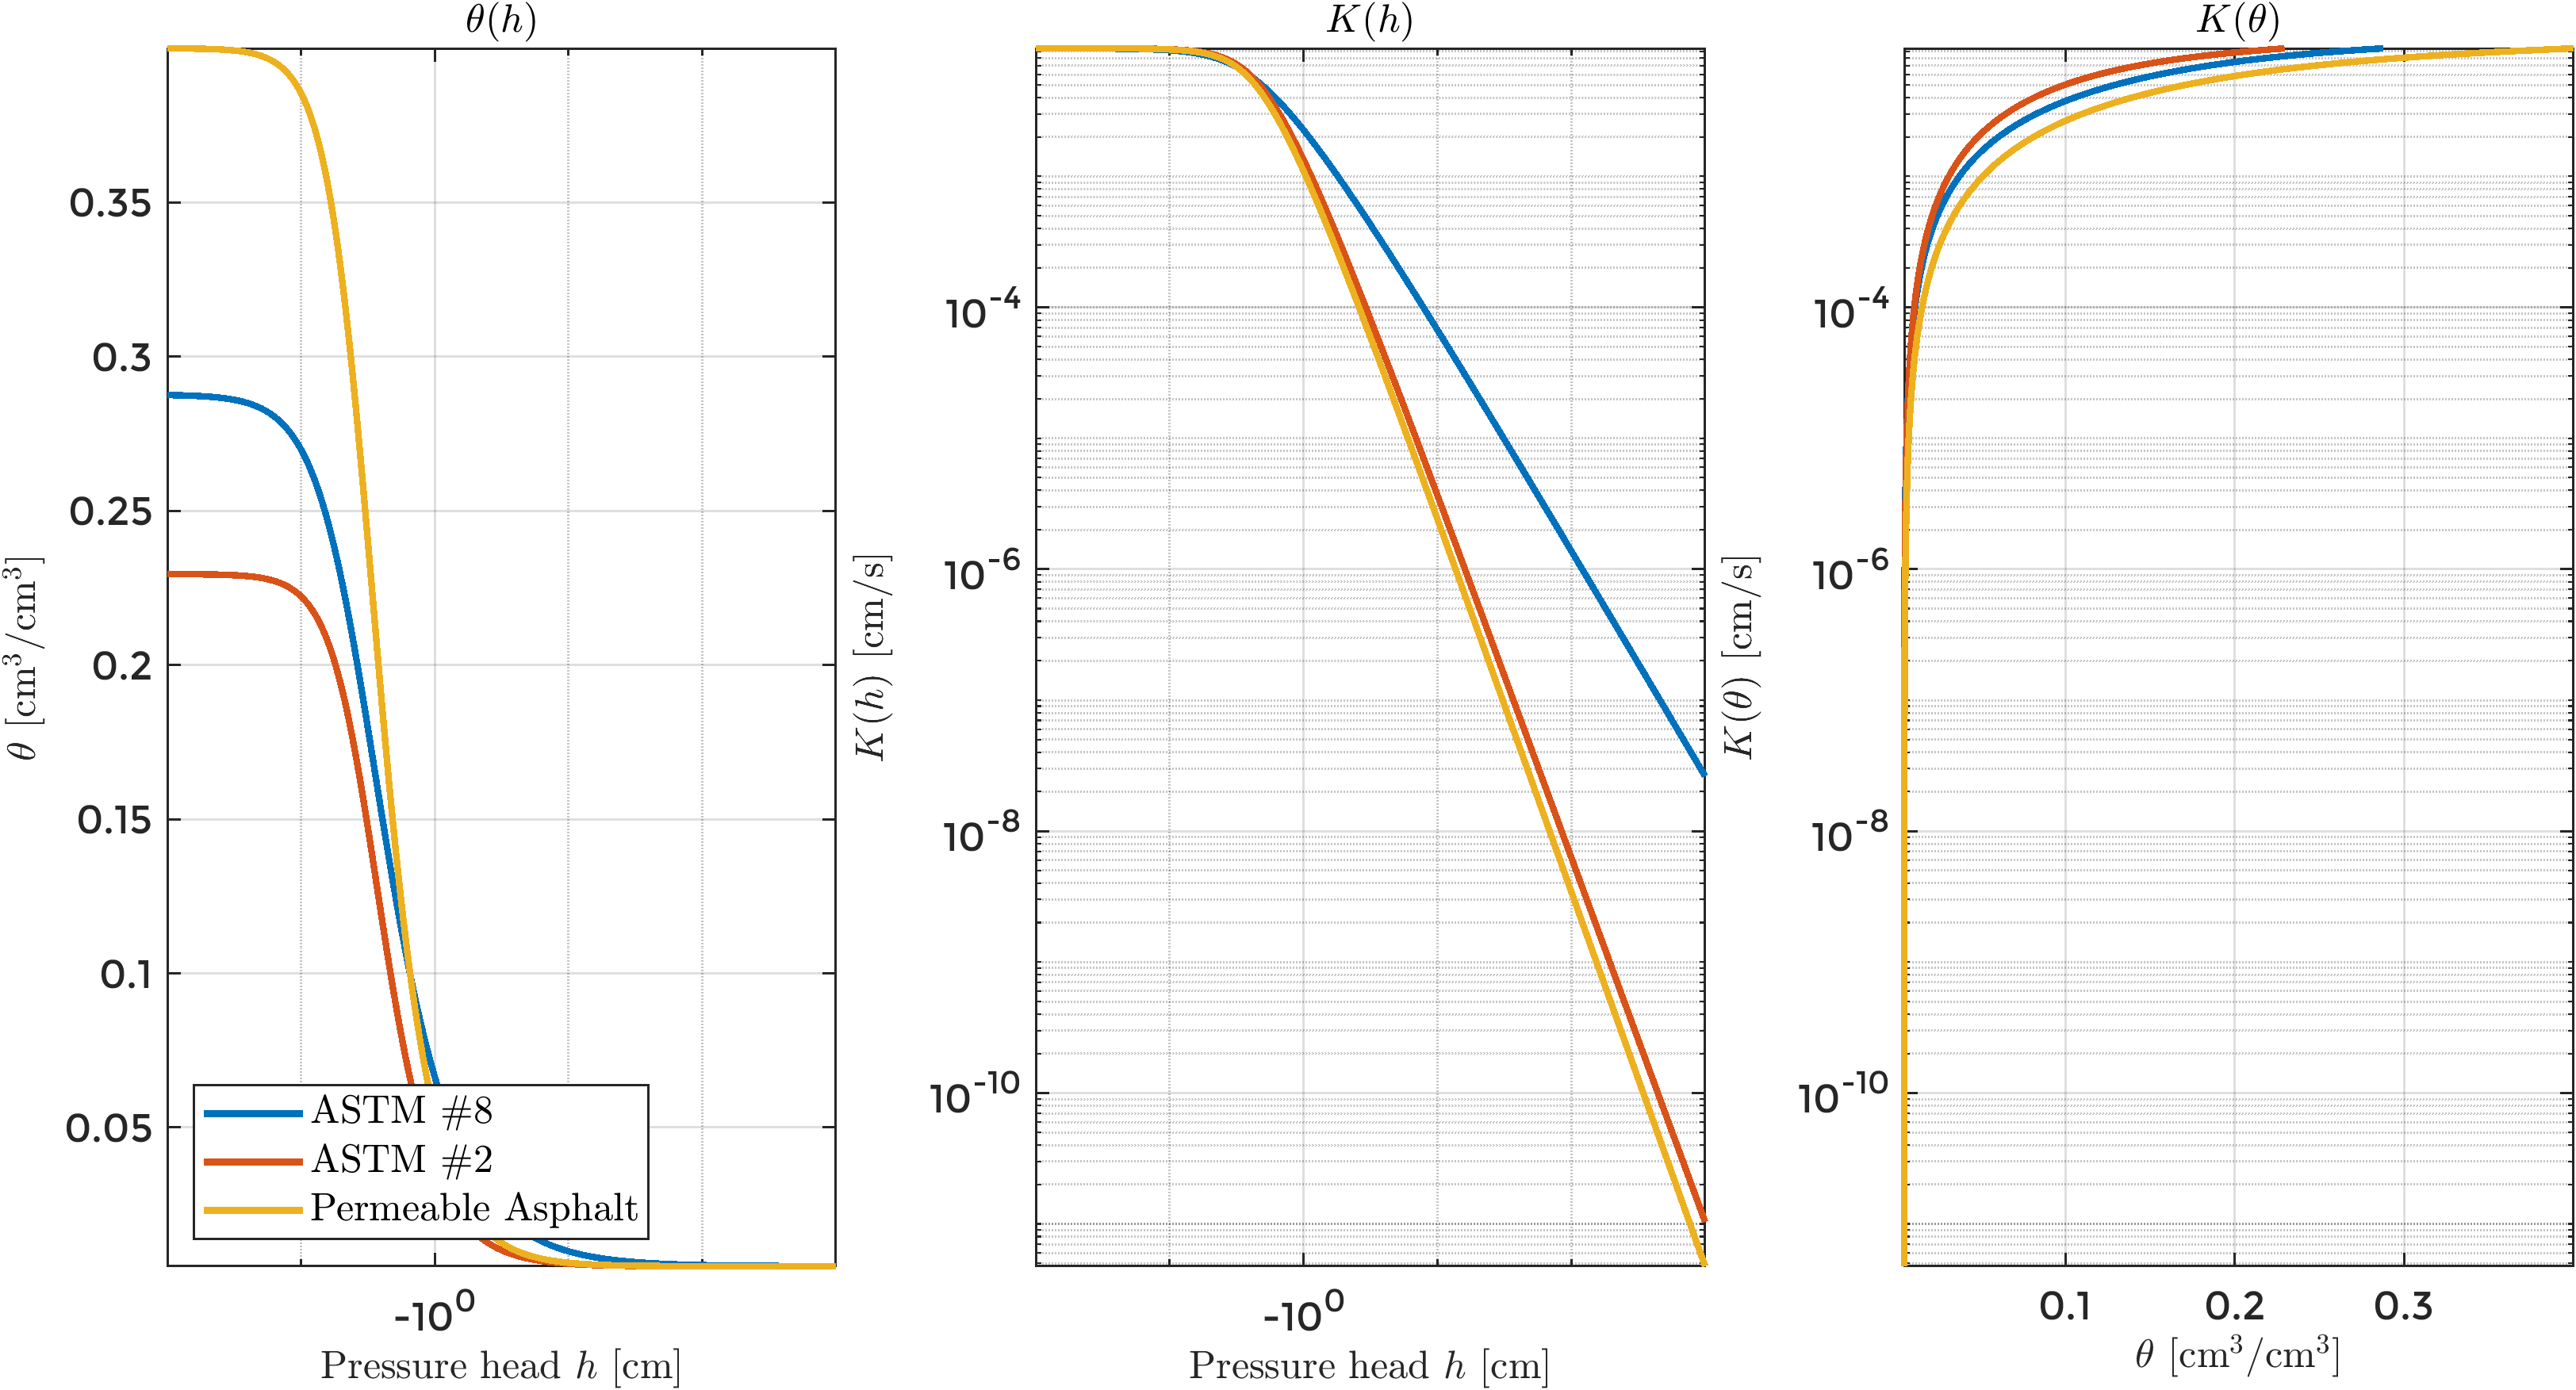 θ(h)
θ [cm³/cm³]
0.35
0.3
0.25
0.2
0.15
0.1
0.05
ASTM #8
ASTM #2
Permeable Asphalt
-10⁰
Pressure head h [cm]
K(h)
K(h) [cm/s]
10⁻⁴
10⁻⁶
10⁻⁸
10⁻¹⁰
-10⁰
Pressure head h [cm]
K(θ)
K(θ) [cm/s]
10⁻⁴
10⁻⁶
10⁻⁸
10⁻¹⁰
0.1 0.2 0.3
θ [cm³/cm³]